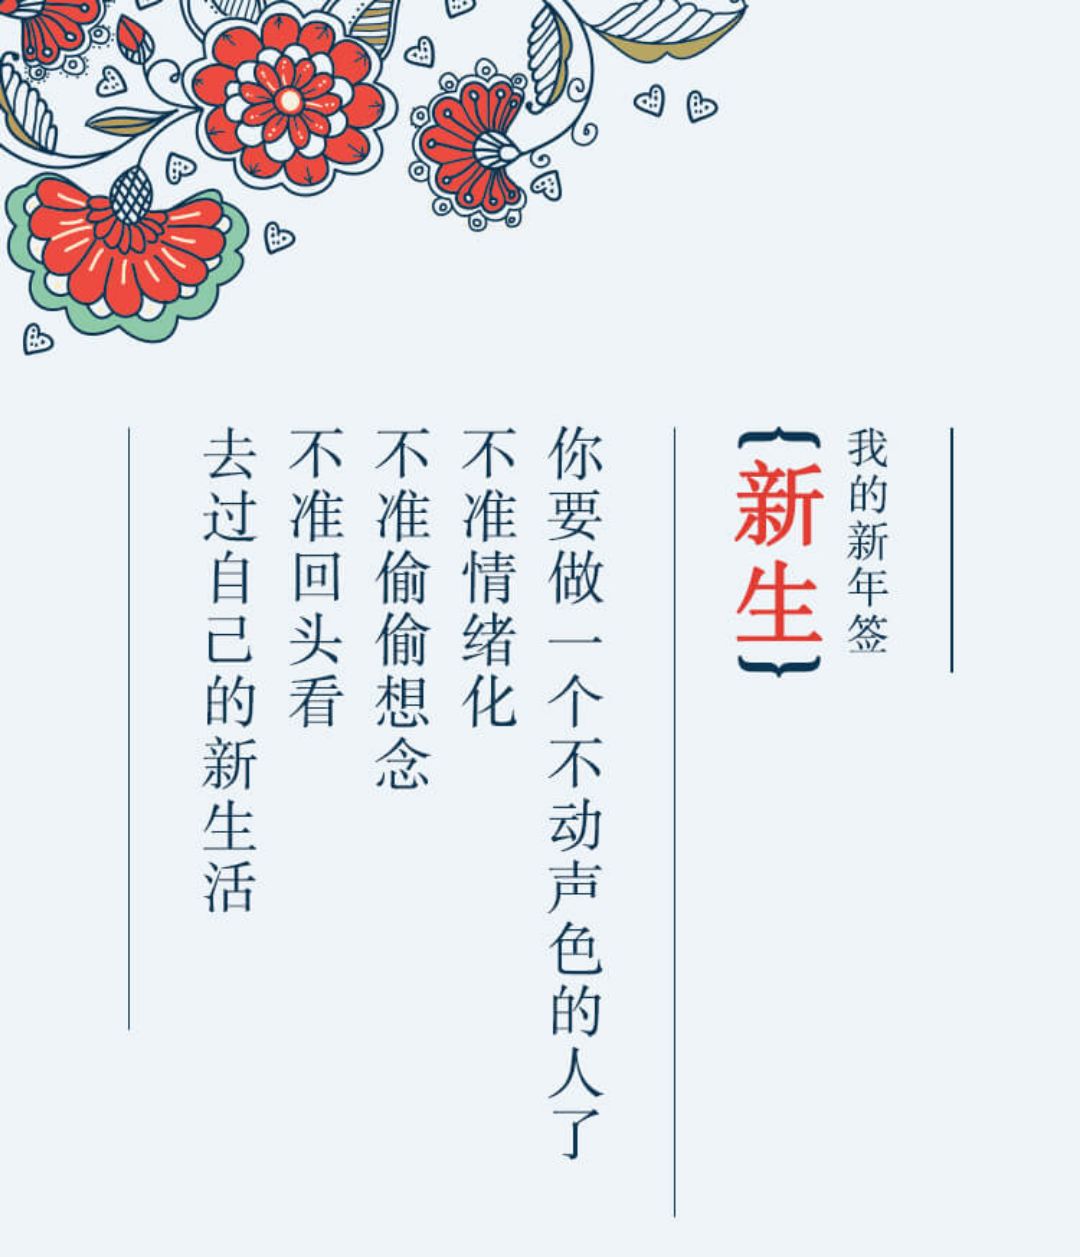 我的新年签
{新生}
你要做一个不动声色的人了
不准情绪化
不准偷偷想念
不准回头看
去过自己的新生活